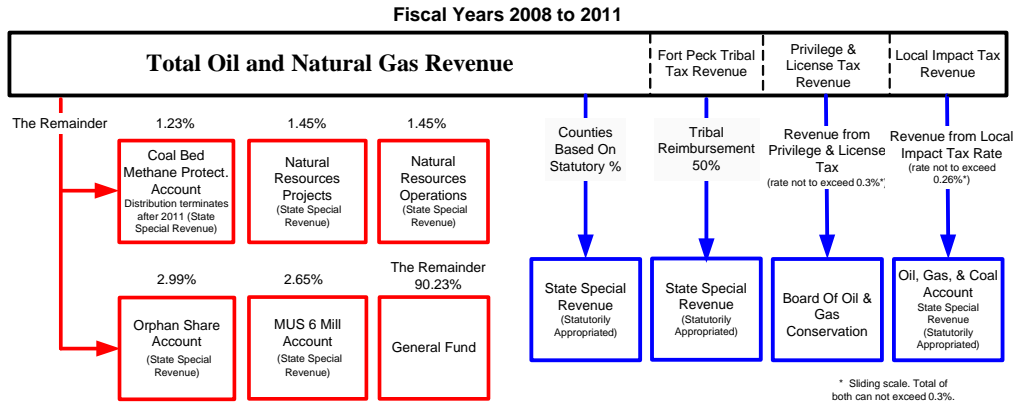 Fiscal Years 2008 to 2011
Total Oil and Natural Gas Revenue
Fort Peck Tribal
Tax Revenue
Privilege &
License Tax
Revenue
Local Impact Tax
Revenue
The Remainder
1.23%
Coal Bed
Methane Protect.
Account
Distribution terminates
after 2011 (State
Special Revenue)
1.45%
Natural
Resources
Projects
(State Special
Revenue)
1.45%
Natural
Resources
Operations
(State Special
Revenue)
Counties
Based On
Statutory %
Tribal
Reimbursement
50%
Revenue from
Privilege & License
Tax
(rate not to exceed 0.3%*)
Revenue from Local
Impact Tax Rate
(rate not to exceed
0.26%*)
2.99%
Orphan Share
Account
(State Special
Revenue)
2.65%
MUS 6 Mill
Account
(State Special
Revenue)
The Remainder
90.23%
General Fund
State Special
Revenue
(Statutorily
Appropriated)
State Special
Revenue
(Statutorily
Appropriated)
Board Of Oil &
Gas
Conservation
Oil, Gas, & Coal
Account
State Special
Revenue
(Statutorily
Appropriated)
* Sliding scale. Total of
both can not exceed 0.3%.